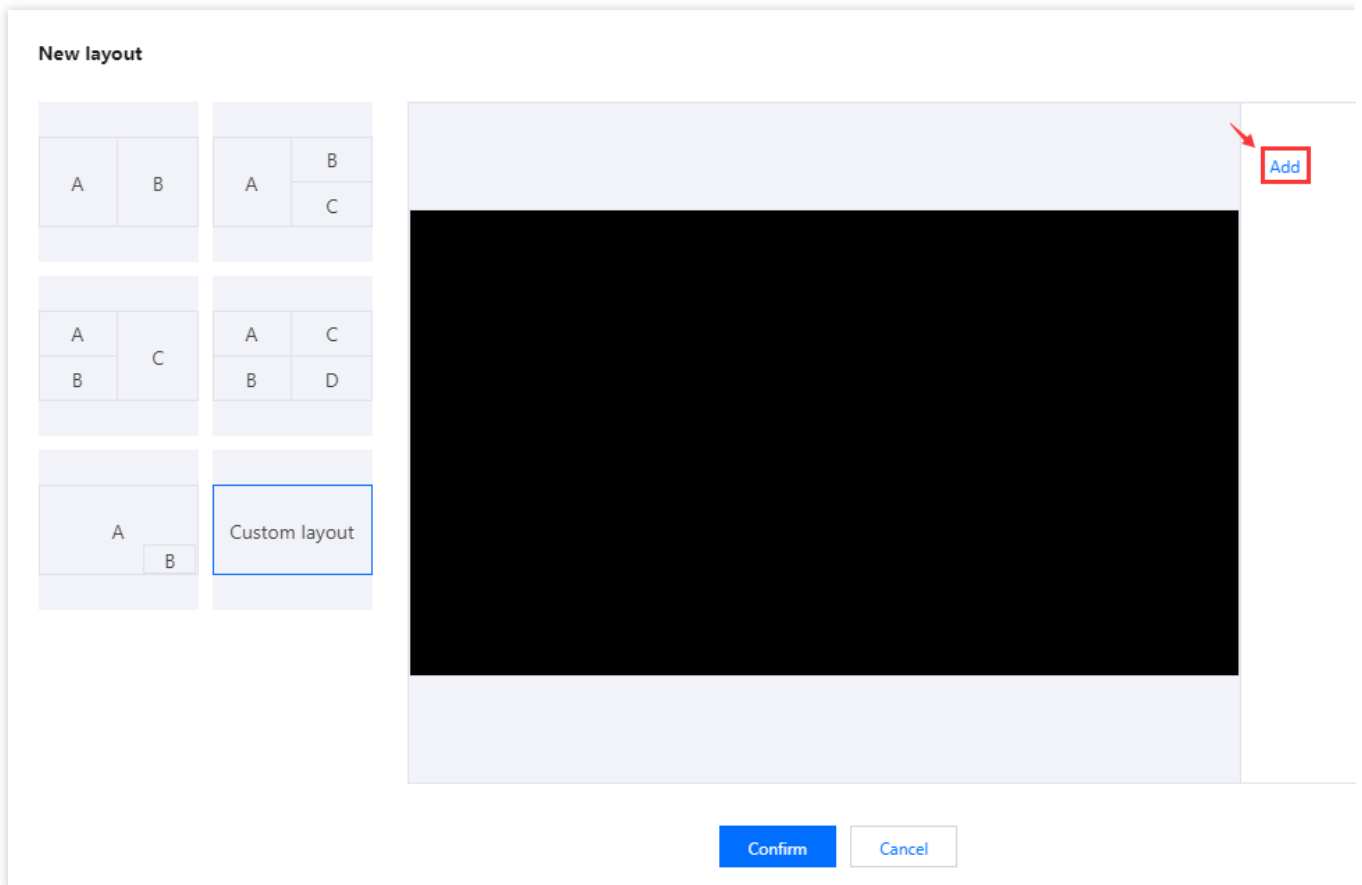 New layout
A B
A B
C
Add
A C
B
A C
B D
A
B
Custom layout
Confirm Cancel